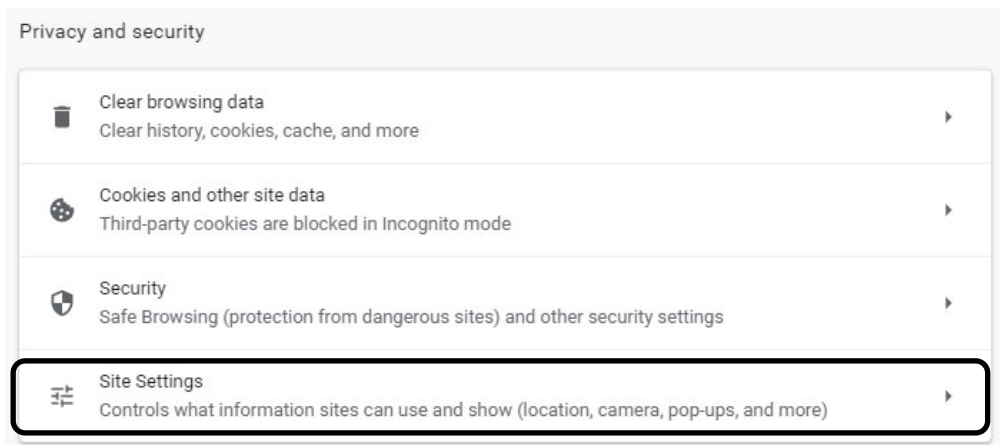 Privacy and security
Clear browsing data
Clear history, cookies, cache, and more
Cookies and other site data
Third-party cookies are blocked in Incognito mode
Security
Safe Browsing (protection from dangerous sites) and other security settings
Site Settings
Controls what information sites can use and show (location, camera, pop-ups, and more)